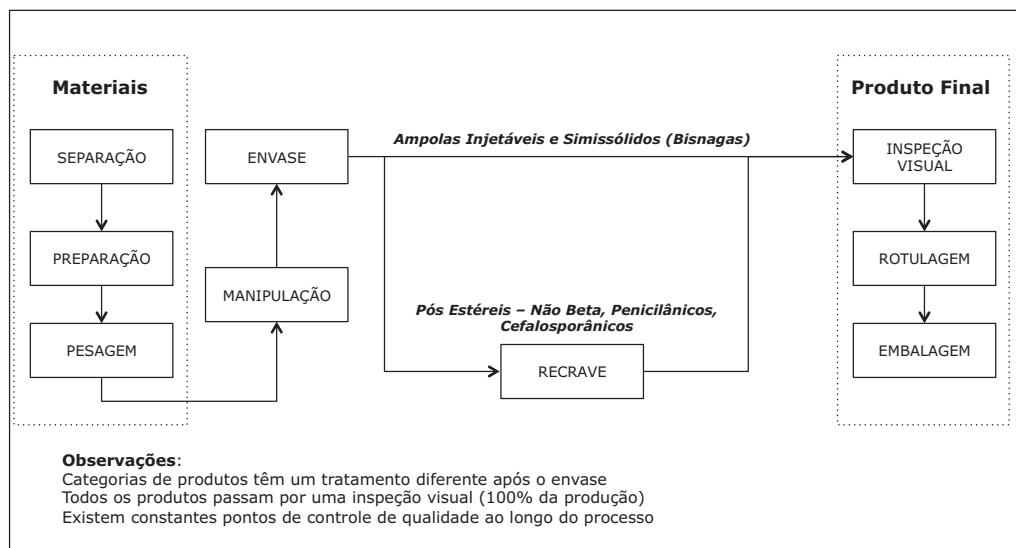 Materiais
SEPARAÇÃO
PREPARAÇÃO
PESAGEM
ENVASE
MANIPULAÇÃO
Ampolas Injetáveis e Simissólidos (Bisnagas)
Pós Estéreis – Não Beta, Penicilânicos,
Cefalosporânicos
RECRAVE
Produto Final
INSPEÇÃO
VISUAL
ROTULAGEM
EMBALAGEM
Observações:
Categorias de produtos têm um tratamento diferente após o envase
Todos os produtos passam por uma inspeção visual (100% da produção)
Existem constantes pontos de controle de qualidade ao longo do processo